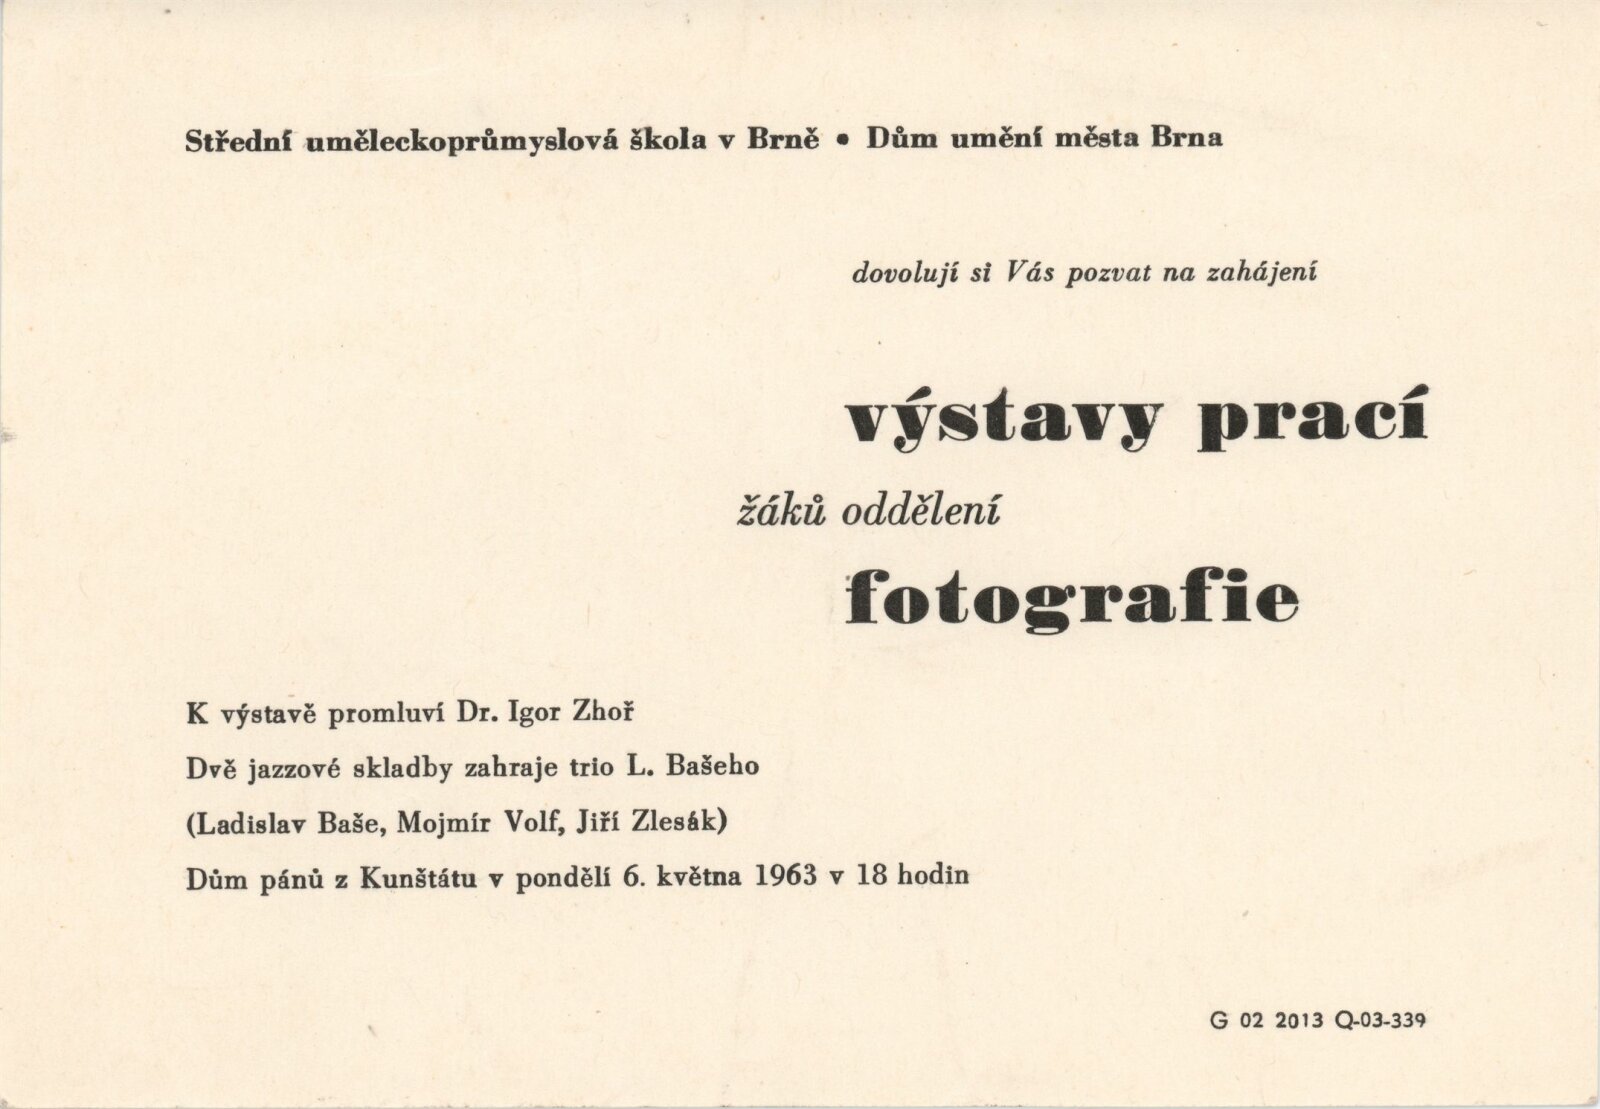 Střední uměleckoprůmyslová škola v Brně • Dům umění města Brna
dovolují si Vás pozvat na zahájení
výstavy prací
žáků oddělení
fotografie
K výstavě promluví Dr. Igor Zhoř
Dvě jazzové skladby zahraje trio L. Bašeho
(Ladislav Baše, Mojmír Volf, Jiří Zlesák)
Dům pánů z Kunštátu v pondělí 6. května 1963 v 18 hodin
G 02 2013 Q-03-339